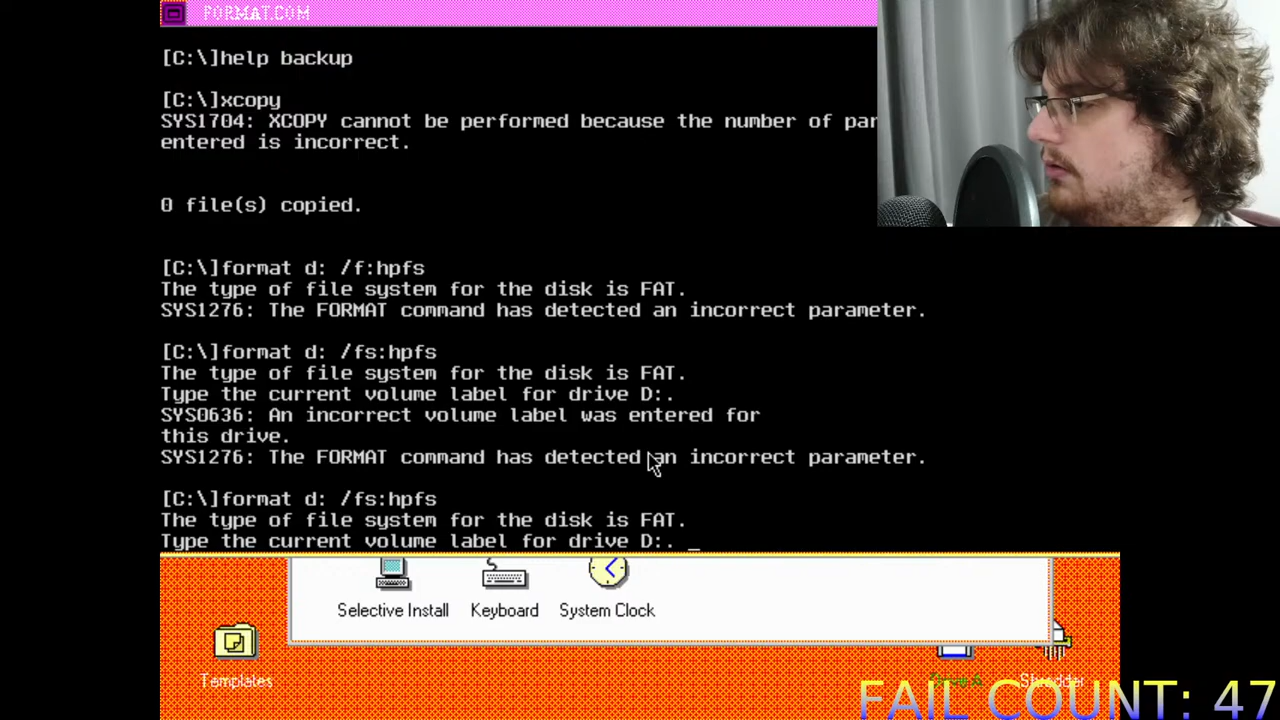 FORMAT.COM
[C:\]help backup
[C:\]xcopy
SYS1704: XCOPY cannot be performed because the number of par
entered is incorrect.
0 file(s) copied.
[C:\]format d: /f:hpfs
The type of file system for the disk is FAT.
SYS1276: The FORMAT command has detected an incorrect parameter.
[C:\]format d: /fs:hpfs
The type of file system for the disk is FAT.
Type the current volume label for drive D:.
SYS0636: An incorrect volume label was entered for
this drive.
SYS1276: The FORMAT command has detected an incorrect parameter.
[C:\]format d: /fs:hpfs
The type of file system for the disk is FAT.
Type the current volume label for drive D:. _
Selective Install Keyboard System Clock
Templates Drive A Shredder
FAIL COUNT: 47